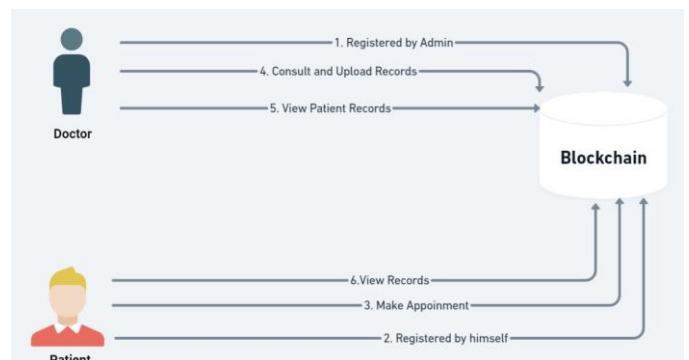 1. Registered by Admin
4. Consult and Upload Records
5. View Patient Records
Doctor
Blockchain
6.View Records
3. Make Appoinment
2. Registered by himself
Patient